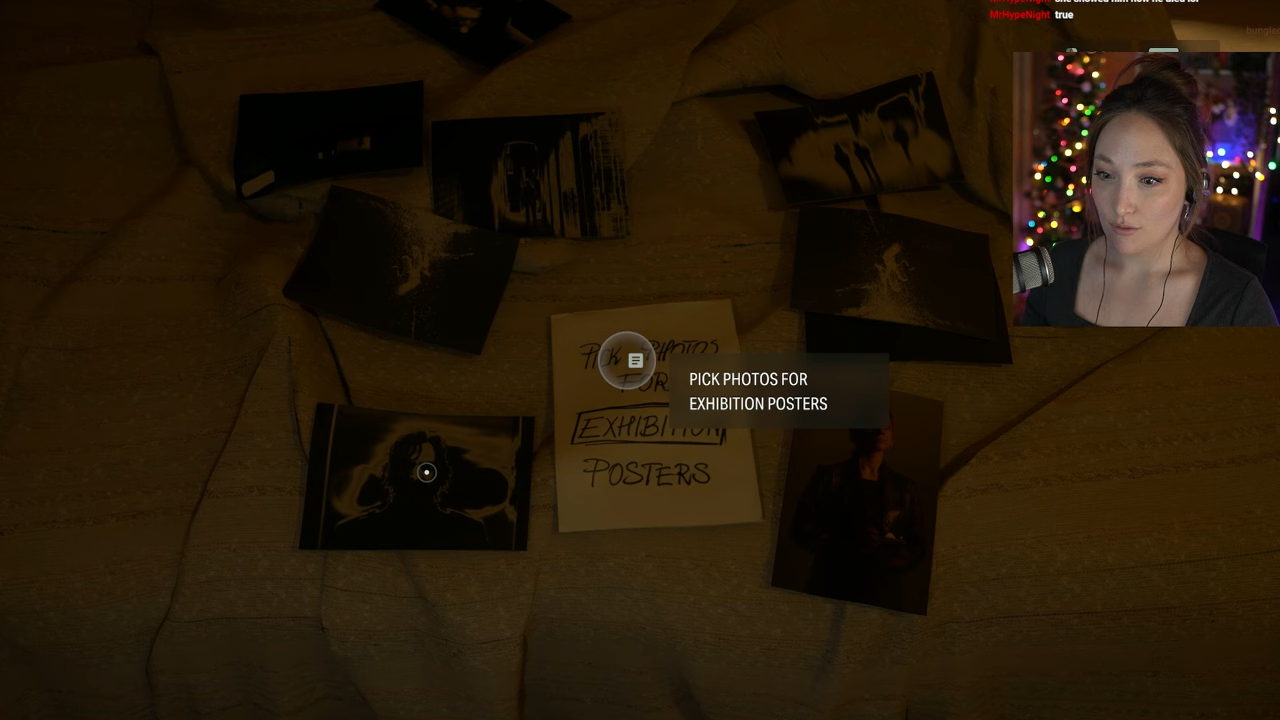 MrHypeNight true
PICK PHOTOS
FOR
EXHIBITION
POSTERS
PICK PHOTOS FOR
EXHIBITION POSTERS